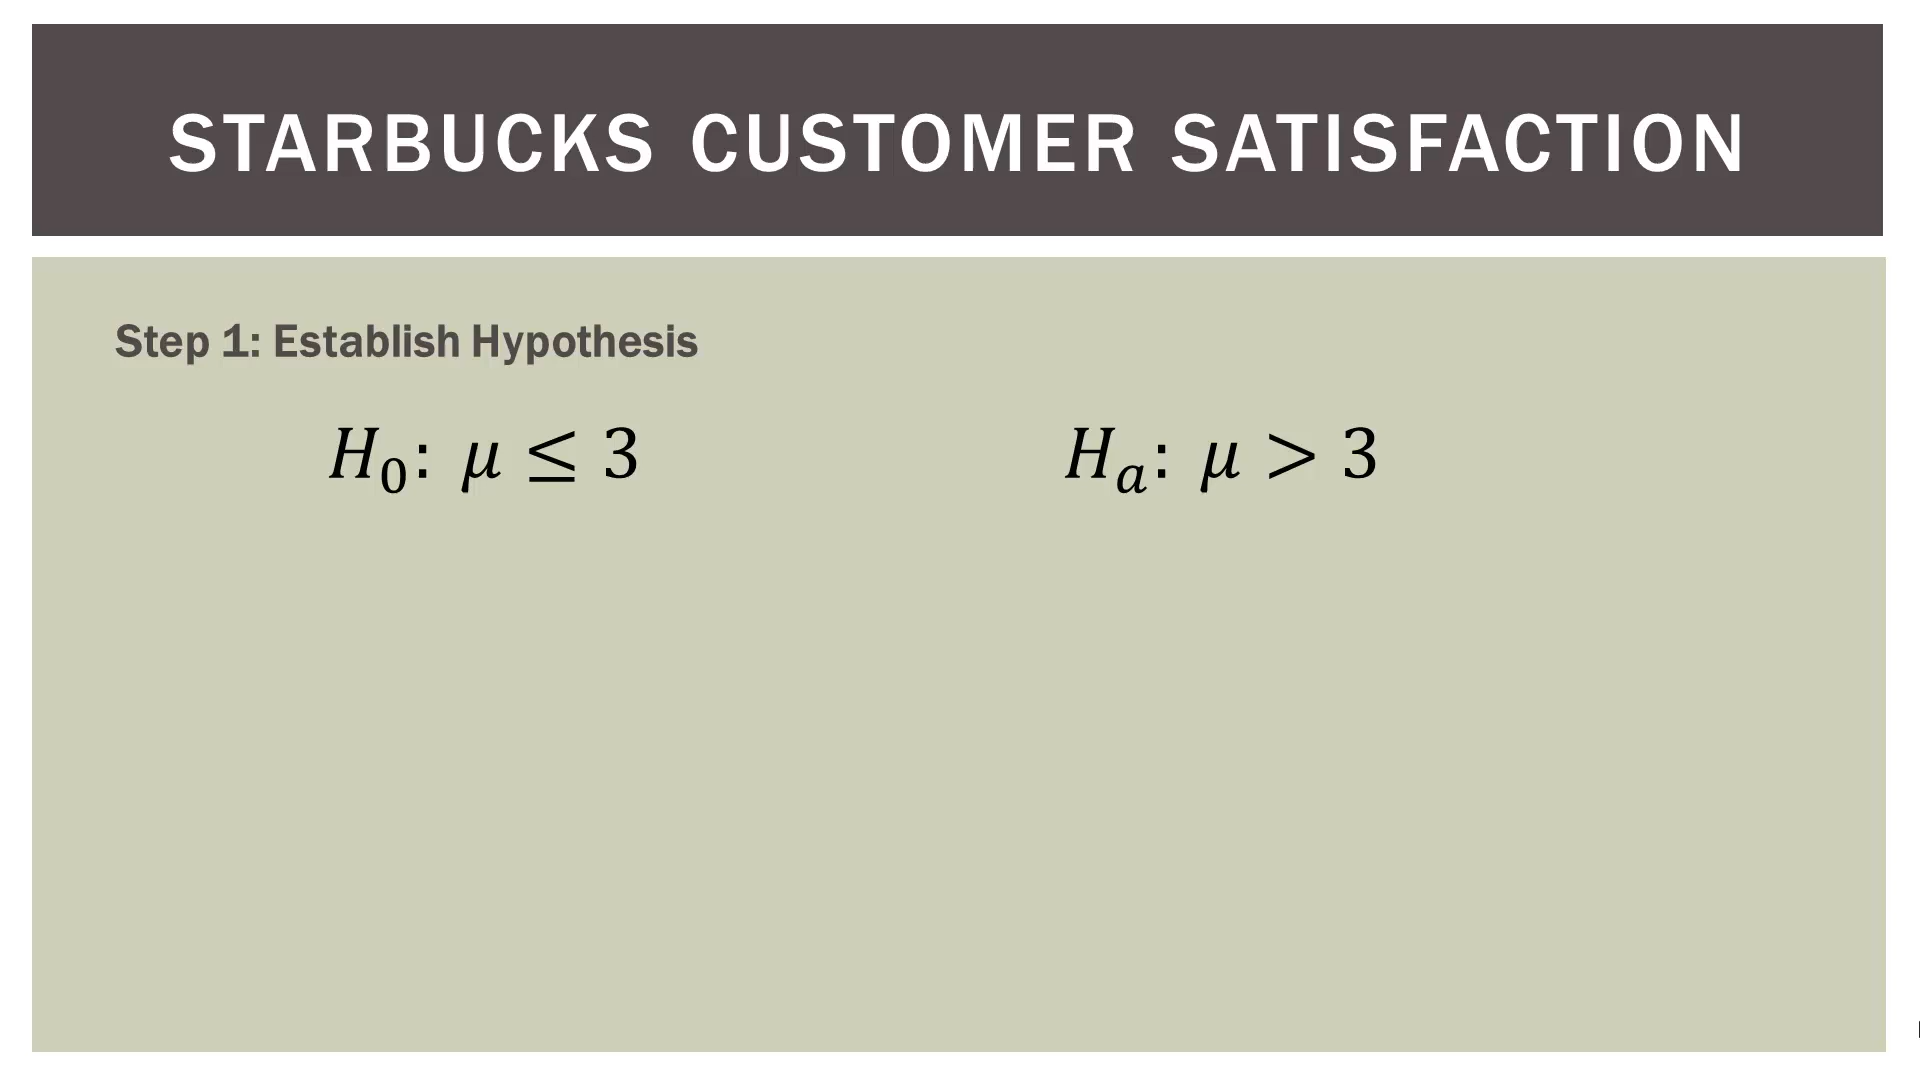 STARBUCKS CUSTOMER SATISFACTION
Step 1: Establish Hypothesis
H₀: μ ≤ 3
Hₐ: μ > 3